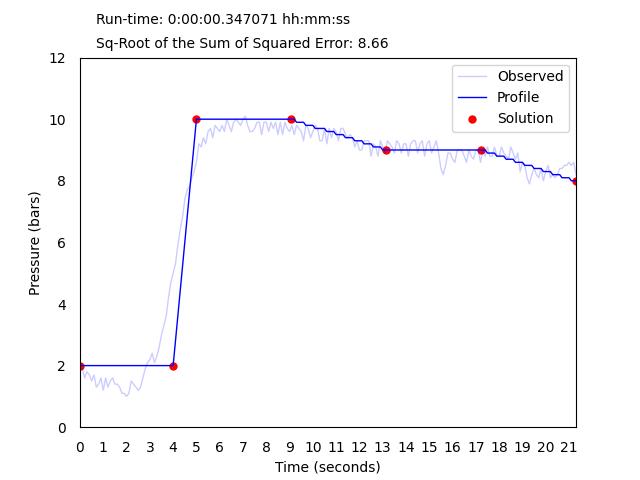 Run-time: 0:00:00.347071 hh:mm:ss
Sq-Root of the Sum of Squared Error: 8.66
12
10
8
6
4
2
0
Pressure (bars)
Observed
Profile
Solution
0 1 2 3 4 5 6 7 8 9 10 11 12 13 14 15 16 17 18 19 20 21
Time (seconds)